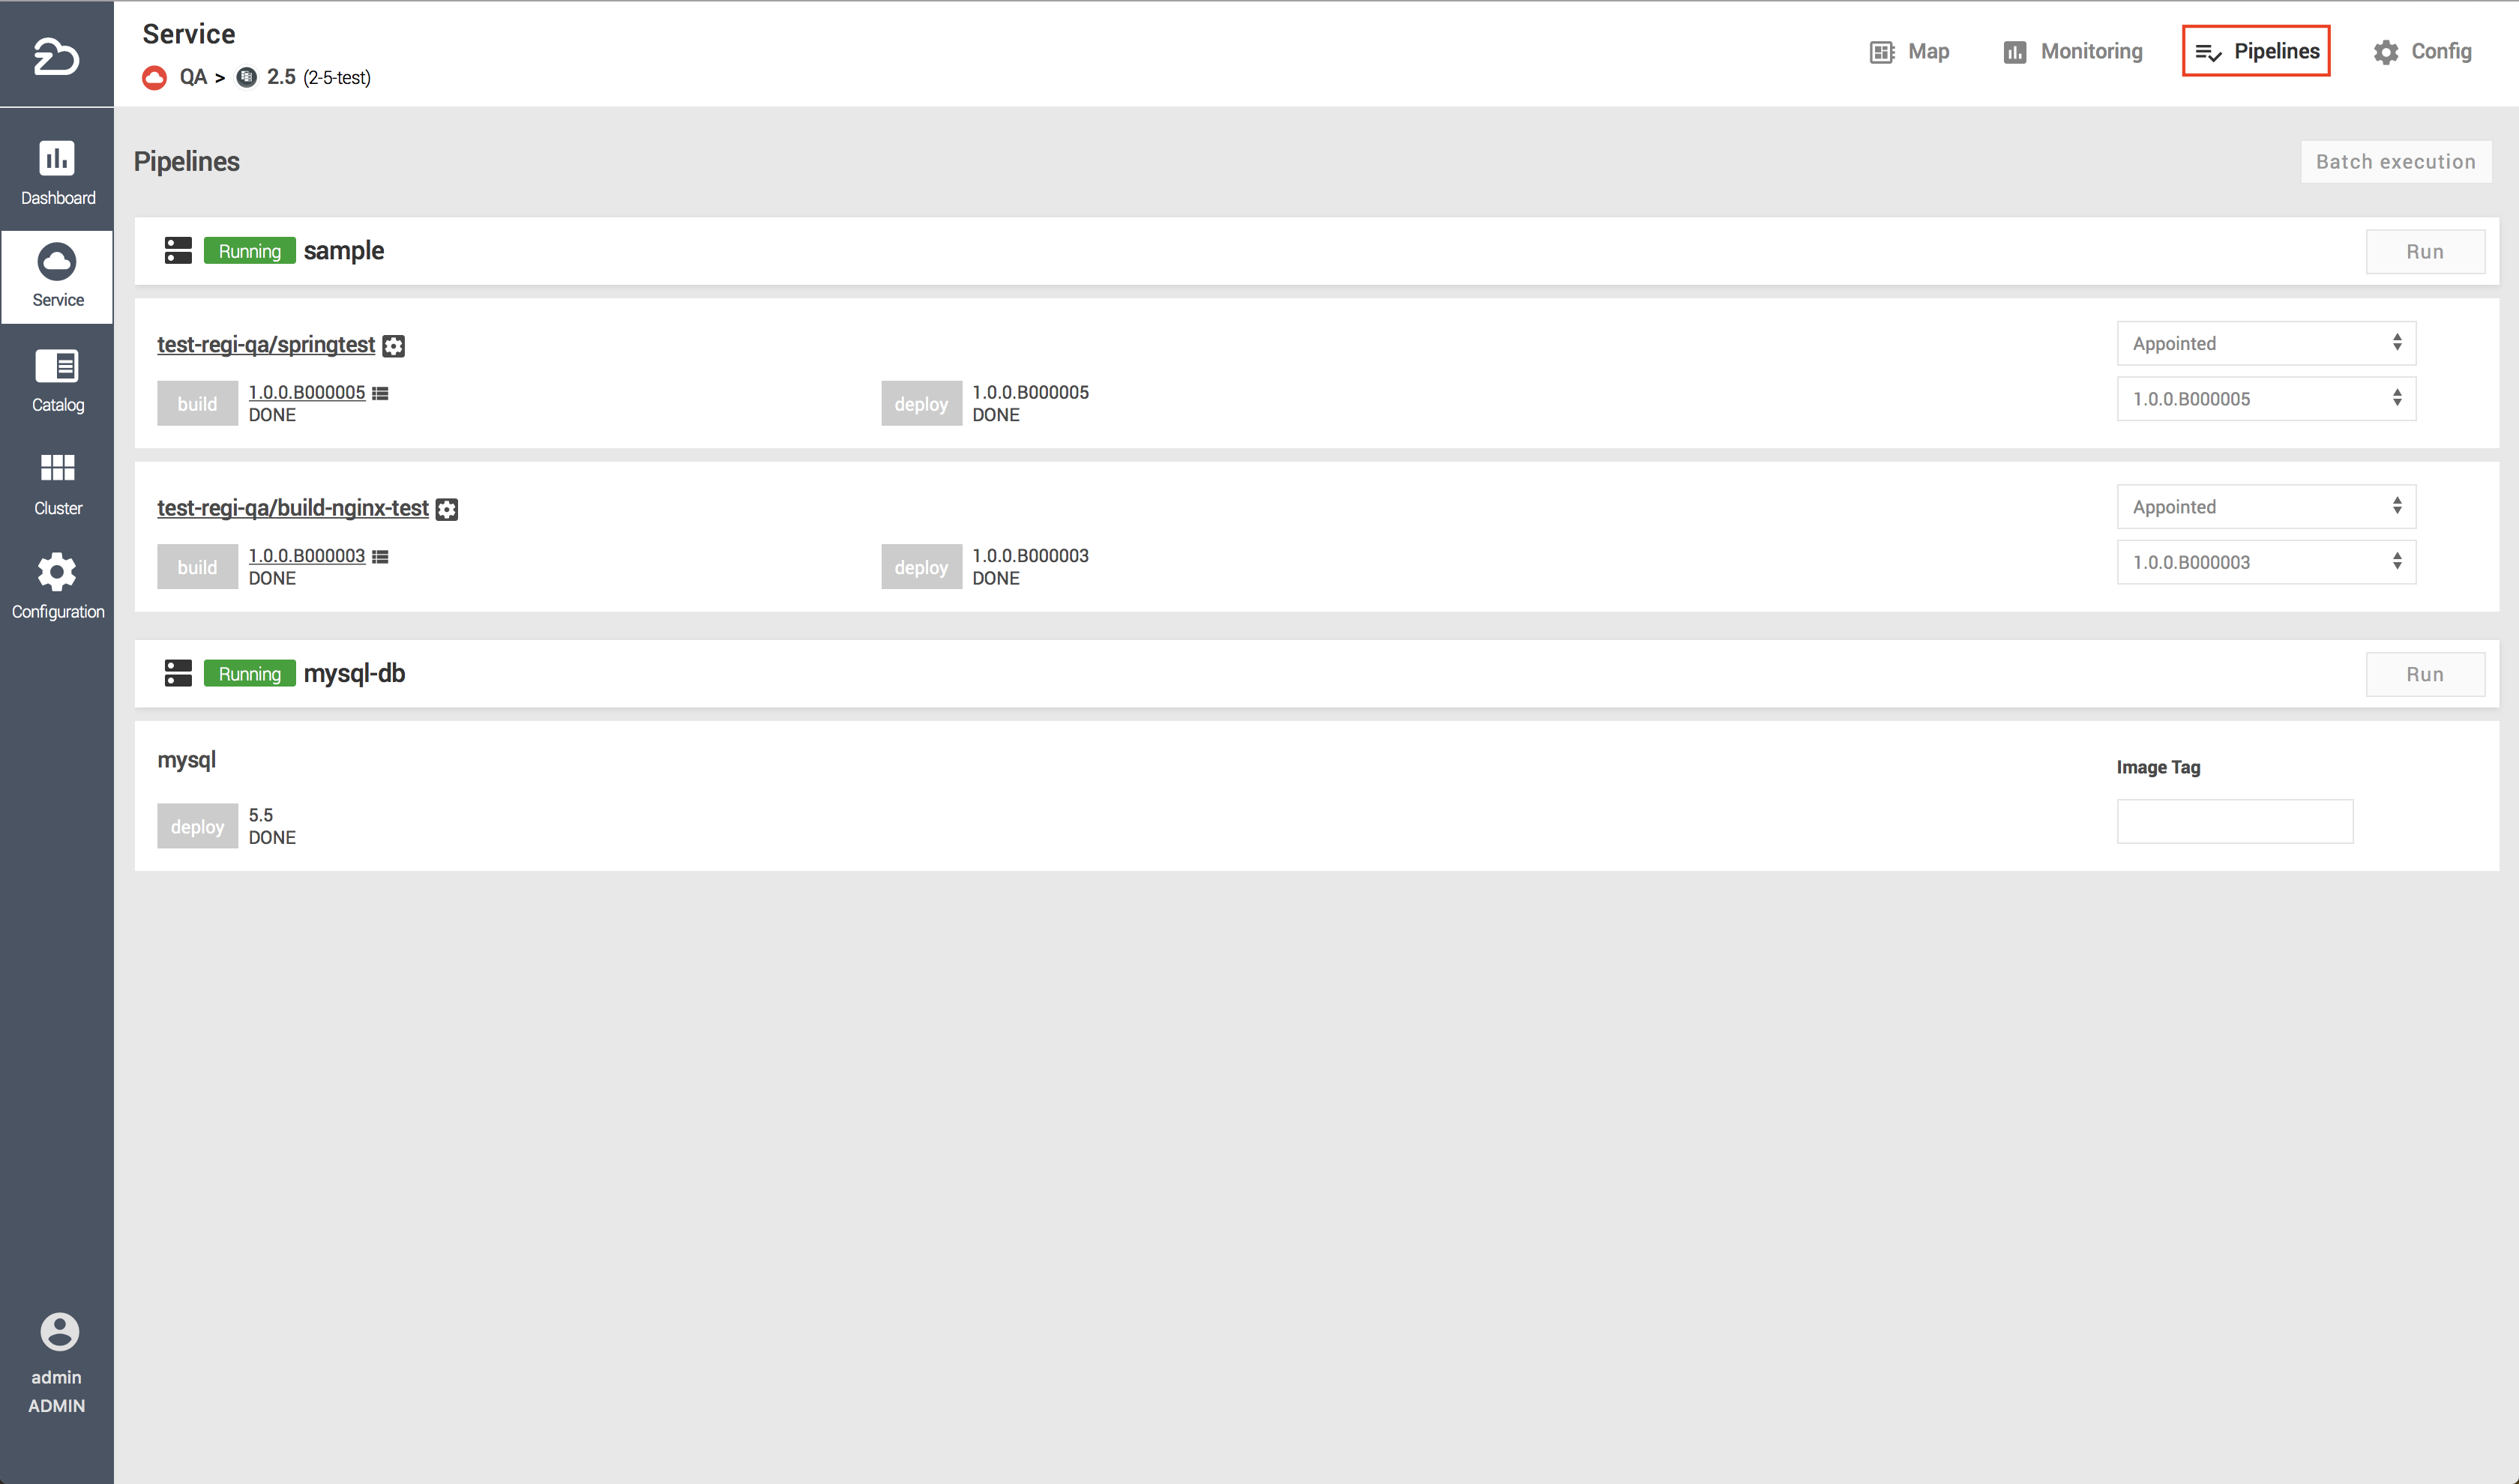 Service
QA > 2.5 (2-5-test)
Map
Monitoring
Pipelines
Config
Dashboard
Service
Catalog
Cluster
Configuration
admin
ADMIN
Pipelines
Batch execution
Running sample
Run
test-regi-qa/springtest
Appointed
build
1.0.0.B000005
DONE
deploy
1.0.0.B000005
DONE
1.0.0.B000005
test-regi-qa/build-nginx-test
Appointed
build
1.0.0.B000003
DONE
deploy
1.0.0.B000003
DONE
1.0.0.B000003
Running mysql-db
Run
mysql
Image Tag
deploy
5.5
DONE